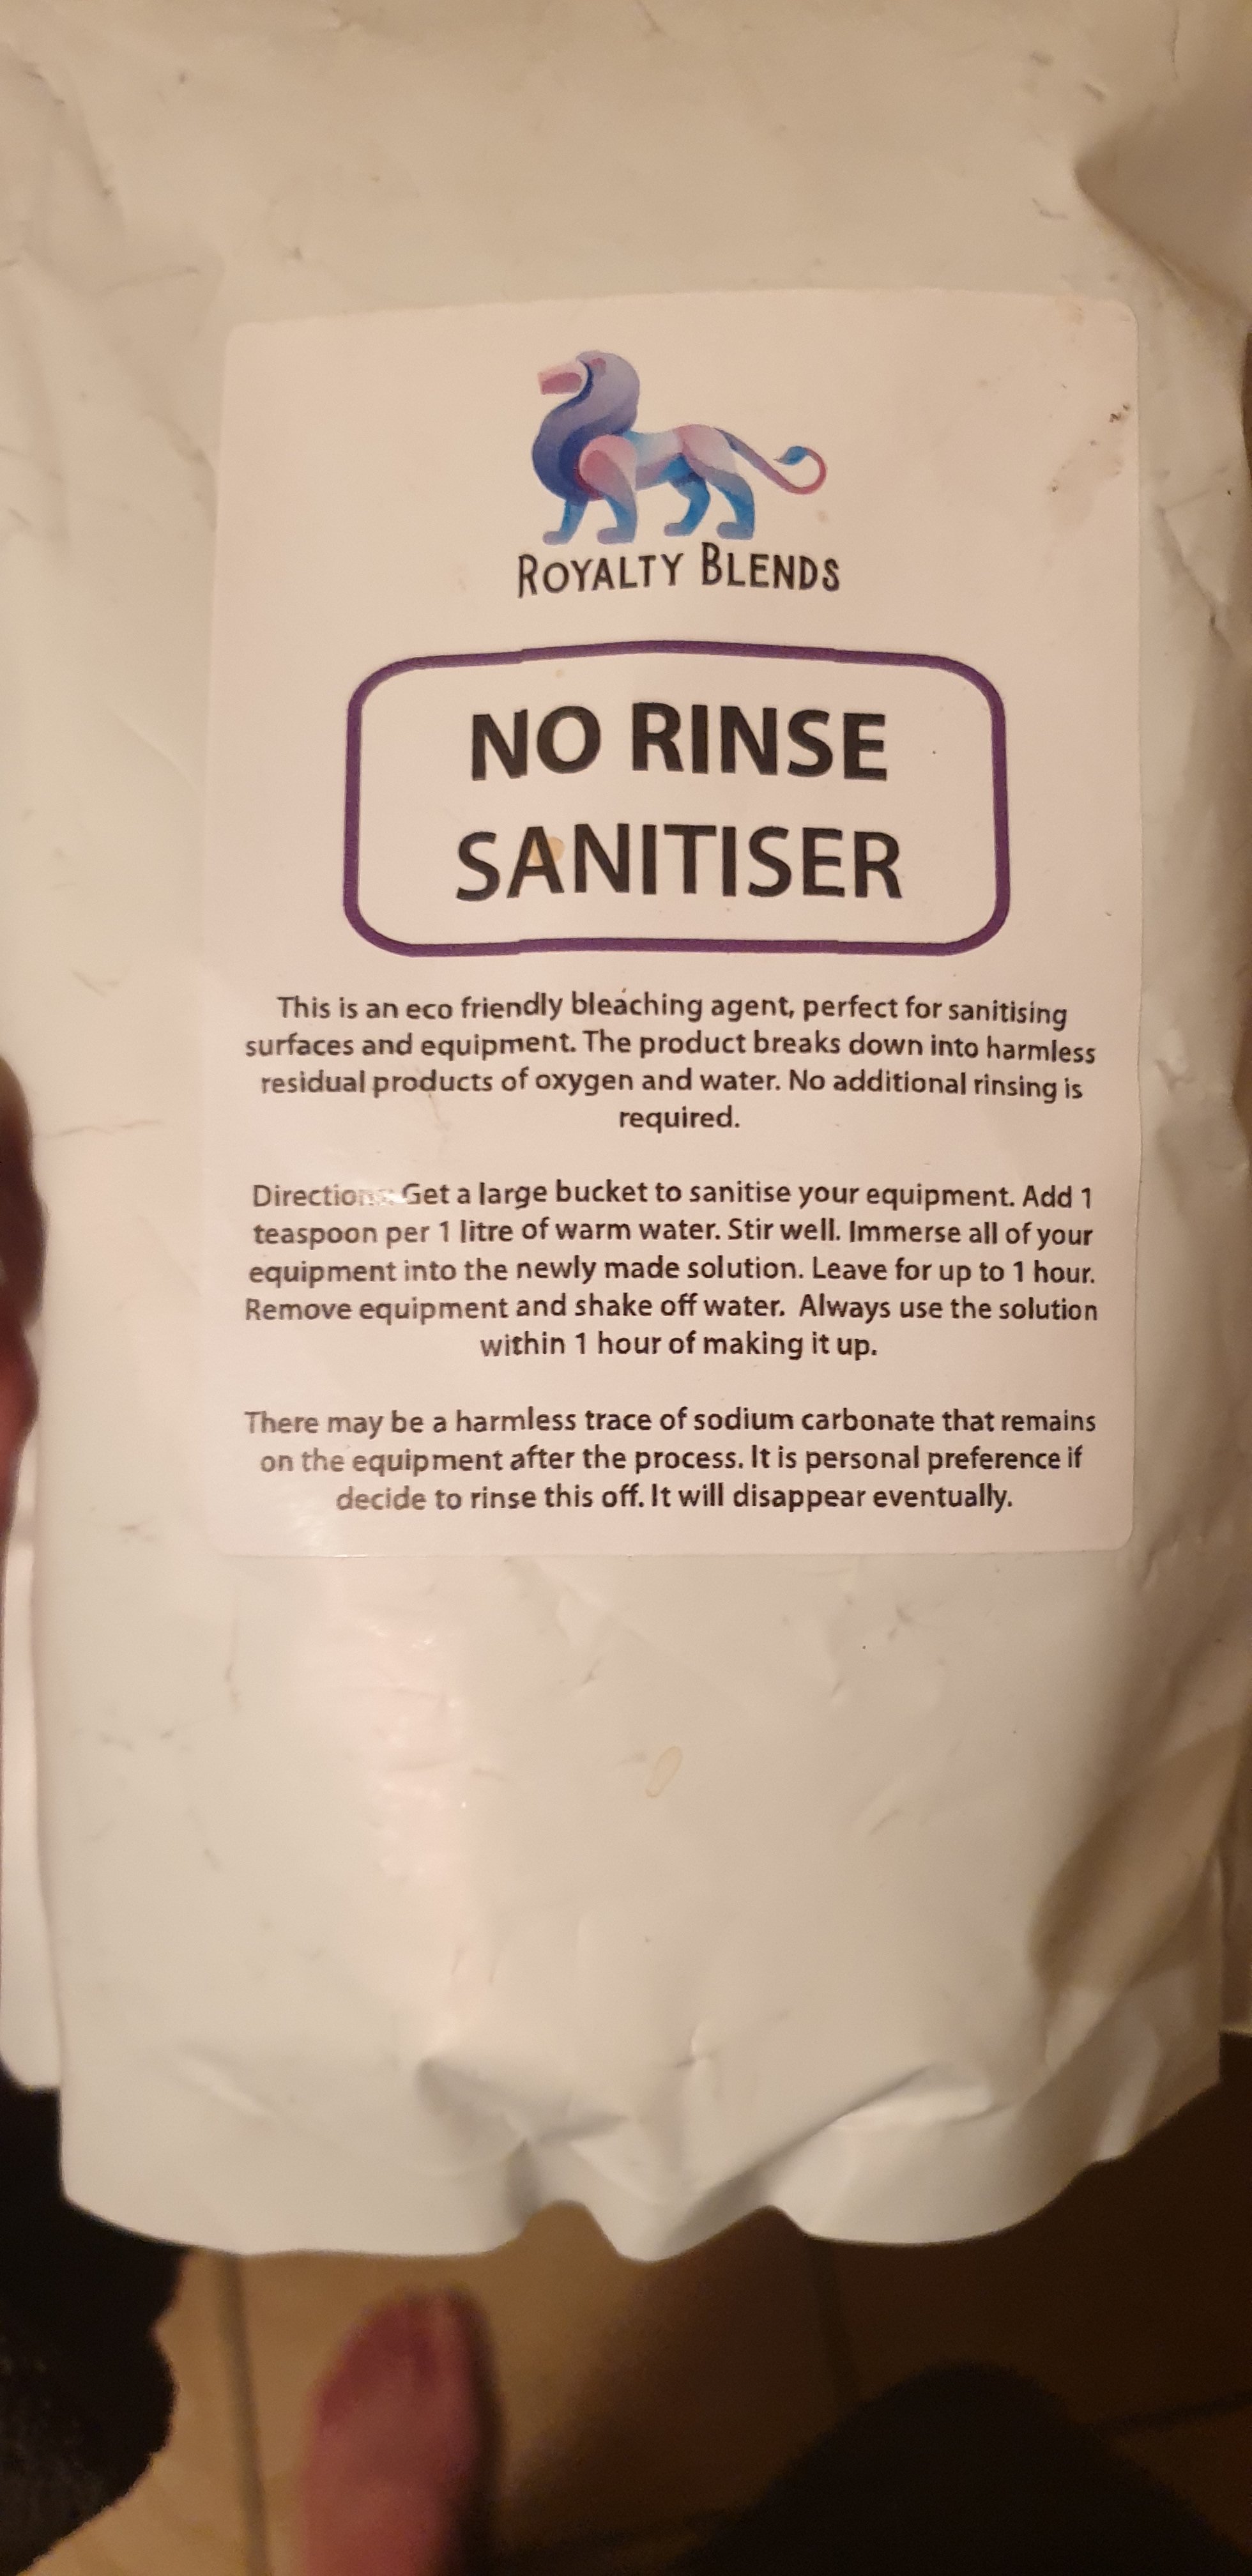 ROYALTY BLENDS
NO RINSE
SANITISER
This is an eco friendly bleaching agent, perfect for sanitising
surfaces and equipment. The product breaks down into harmless
residual products of oxygen and water. No additional rinsing is
required.
Directions: Get a large bucket to sanitise your equipment. Add 1
teaspoon per 1 litre of warm water. Stir well. Immerse all of your
equipment into the newly made solution. Leave for up to 1 hour.
Remove equipment and shake off water. Always use the solution
within 1 hour of making it up.
There may be a harmless trace of sodium carbonate that remains
on the equipment after the process. It is personal preference if
decide to rinse this off. It will disappear eventually.